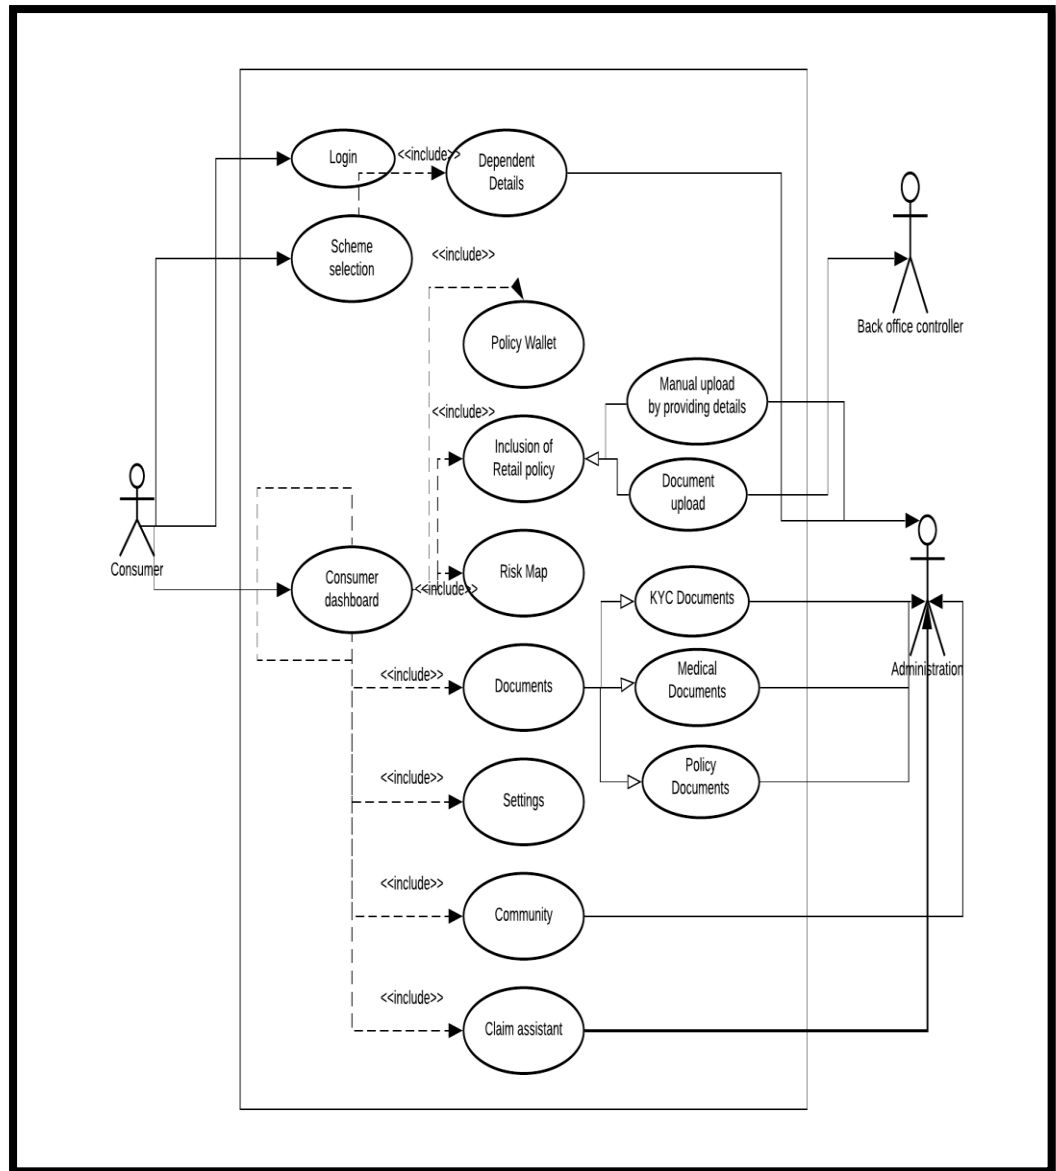 Login
<<include>>
Dependent
Details
Scheme
selection
<<include>>
Policy Wallet
Back office controller
Manual upload
by providing details
<<include>>
Inclusion of
Retail policy
Document
upload
Consumer
Consumer
dashboard
<<include>>
Risk Map
KYC Documents
Administration
<<include>>
Documents
Medical
Documents
Policy
Documents
<<include>>
Settings
<<include>>
Community
<<include>>
Claim assistant